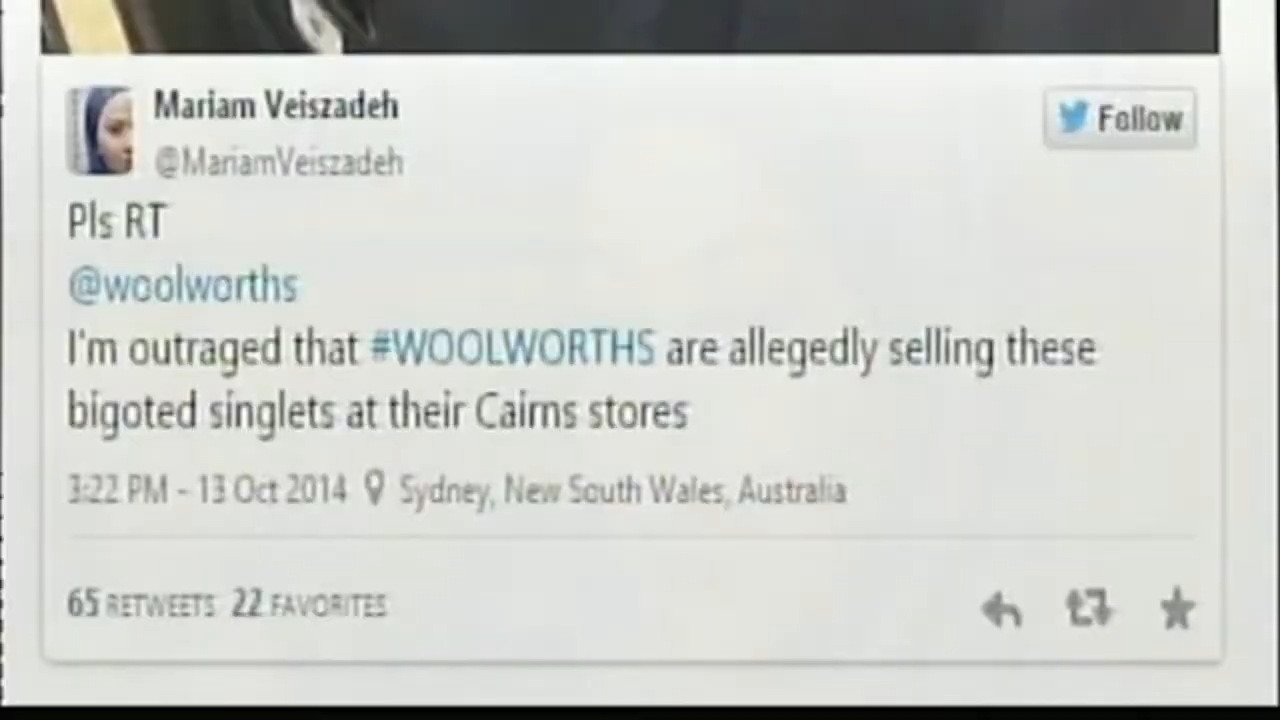 Mariam Veiszadeh
@MariamVeiszadeh
Follow
Pls RT
@woolworths
I'm outraged that #WOOLWORTHS are allegedly selling these
bigoted singlets at their Cairns stores
3:22 PM - 13 Oct 2014 Sydney, New South Wales, Australia
65 RETWEETS 22 FAVORITES